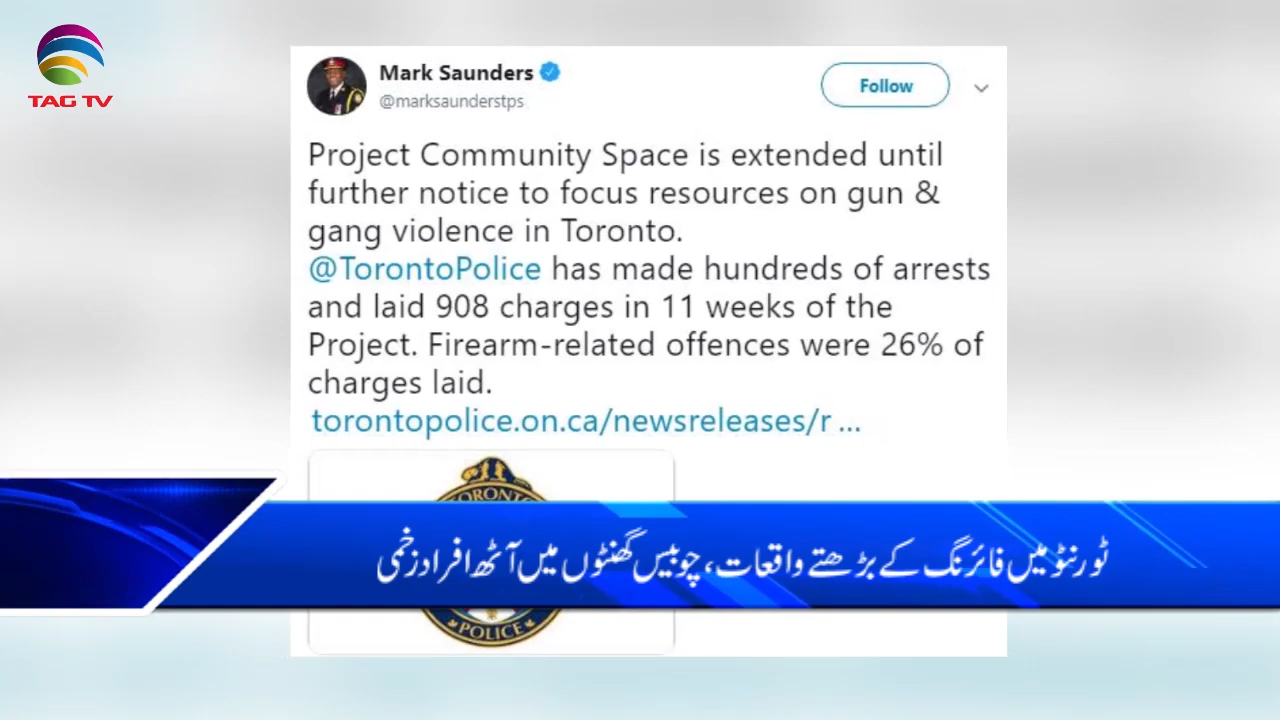 TAG TV
Mark Saunders
@marksaunderstps
Follow
Project Community Space is extended until
further notice to focus resources on gun &
gang violence in Toronto.
@TorontoPolice has made hundreds of arrests
and laid 908 charges in 11 weeks of the
Project. Firearm-related offences were 26% of
charges laid.
torontopolice.on.ca/newsreleases/r ...
TORONTO
ٹورنٹو میں فائرنگ کے بڑھتے واقعات، چوبیس گھنٹوں میں آٹھ افراد زخمی
POLICE